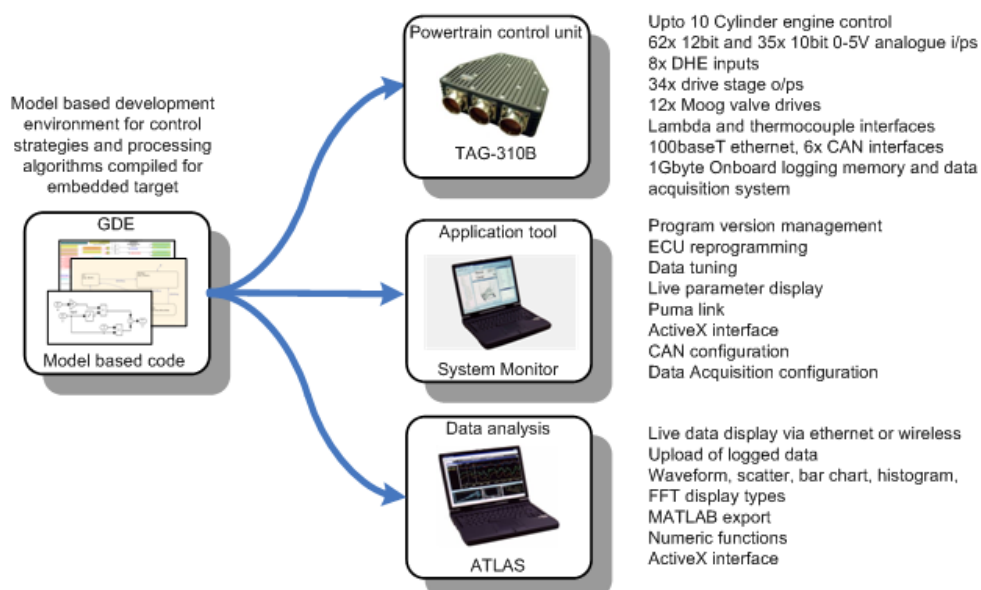 Model based development
environment for control
strategies and processing
algorithms compiled for
embedded target
GDE
Model based code
Powertrain control unit
TAG-310B
Upto 10 Cylinder engine control
62x 12bit and 35x 10bit 0-5V analogue i/ps
8x DHE inputs
34x drive stage o/ps
12x Moog valve drives
Lambda and thermocouple interfaces
100baseT ethernet, 6x CAN interfaces
1Gbyte Onboard logging memory and data
acquisition system
Application tool
System Monitor
Program version management
ECU reprogramming
Data tuning
Live parameter display
Puma link
ActiveX interface
CAN configuration
Data Acquisition configuration
Data analysis
ATLAS
Live data display via ethernet or wireless
Upload of logged data
Waveform, scatter, bar chart, histogram,
FFT display types
MATLAB export
Numeric functions
ActiveX interface